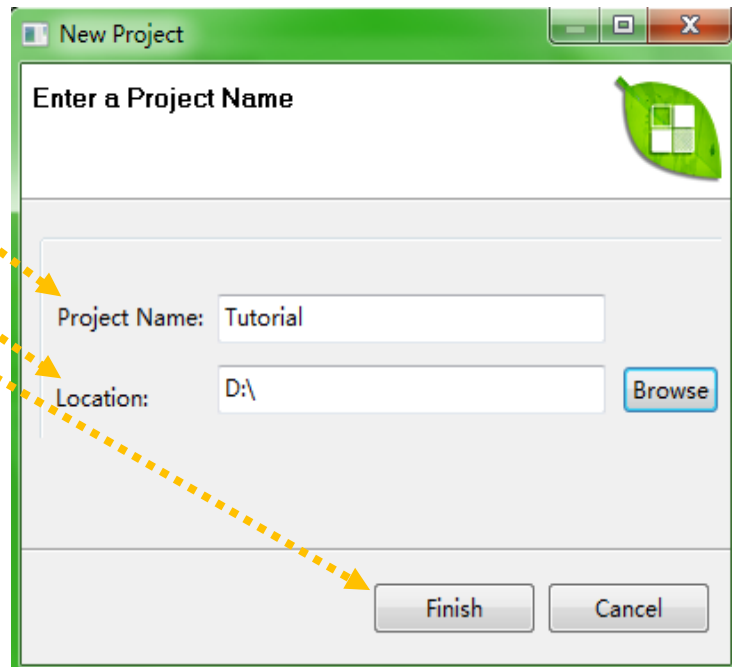 New Project
Enter a Project Name
Project Name: Tutorial
Location: D:\ Browse
Finish Cancel